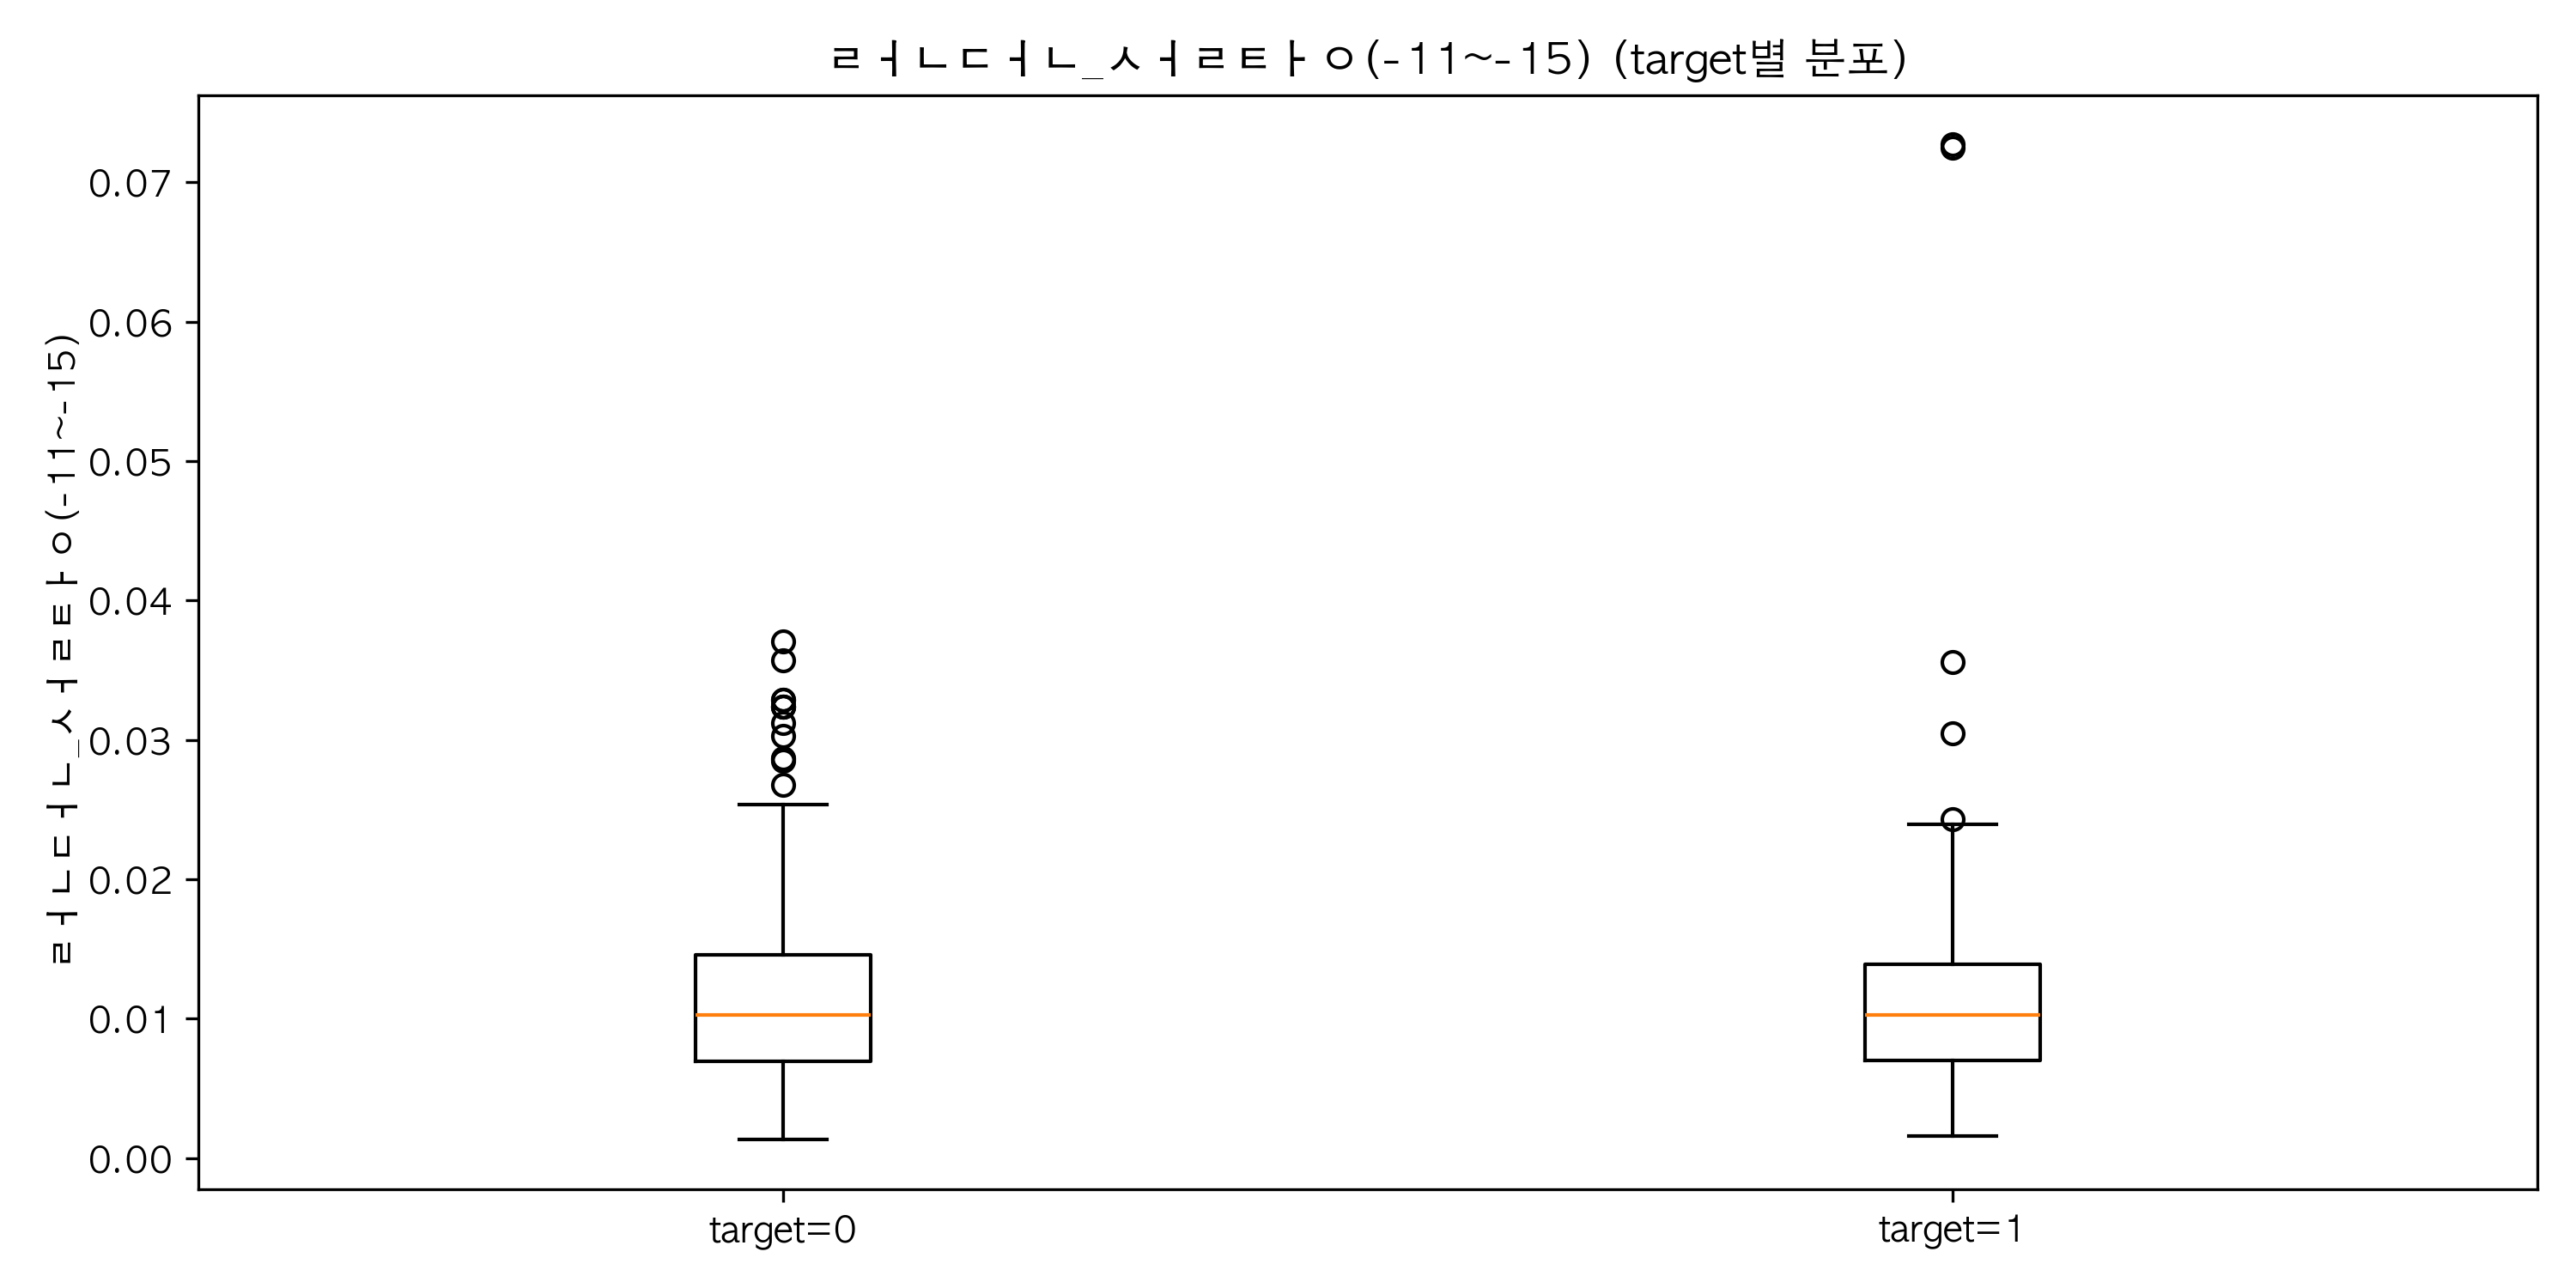 ㄹㅓㄴㄷㅓㄴ_ㅅㅓㄹㅌㅏㅇ(-11~-15) (target별 분포)
ㄹㅓㄴㄷㅓㄴ_ㅅㅓㄹㅌㅏㅇ(-11~-15)
0.07
0.06
0.05
0.04
0.03
0.02
0.01
0.00
target=0
target=1